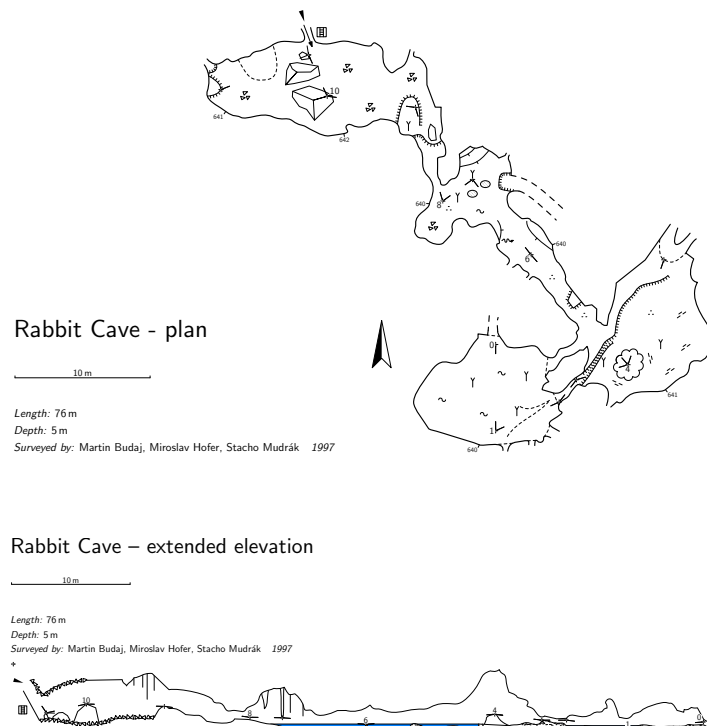 10
641
642
640
8
640
6
Rabbit Cave - plan
0
10 m
4
641
Length: 76 m
Depth: 5 m
1
Surveyed by: Martin Budaj, Miroslav Hofer, Stacho Mudrák 1997
640
Rabbit Cave – extended elevation
10 m
Length: 76 m
Depth: 5 m
Surveyed by: Martin Budaj, Miroslav Hofer, Stacho Mudrák 1997
10
8
6
4
1
0